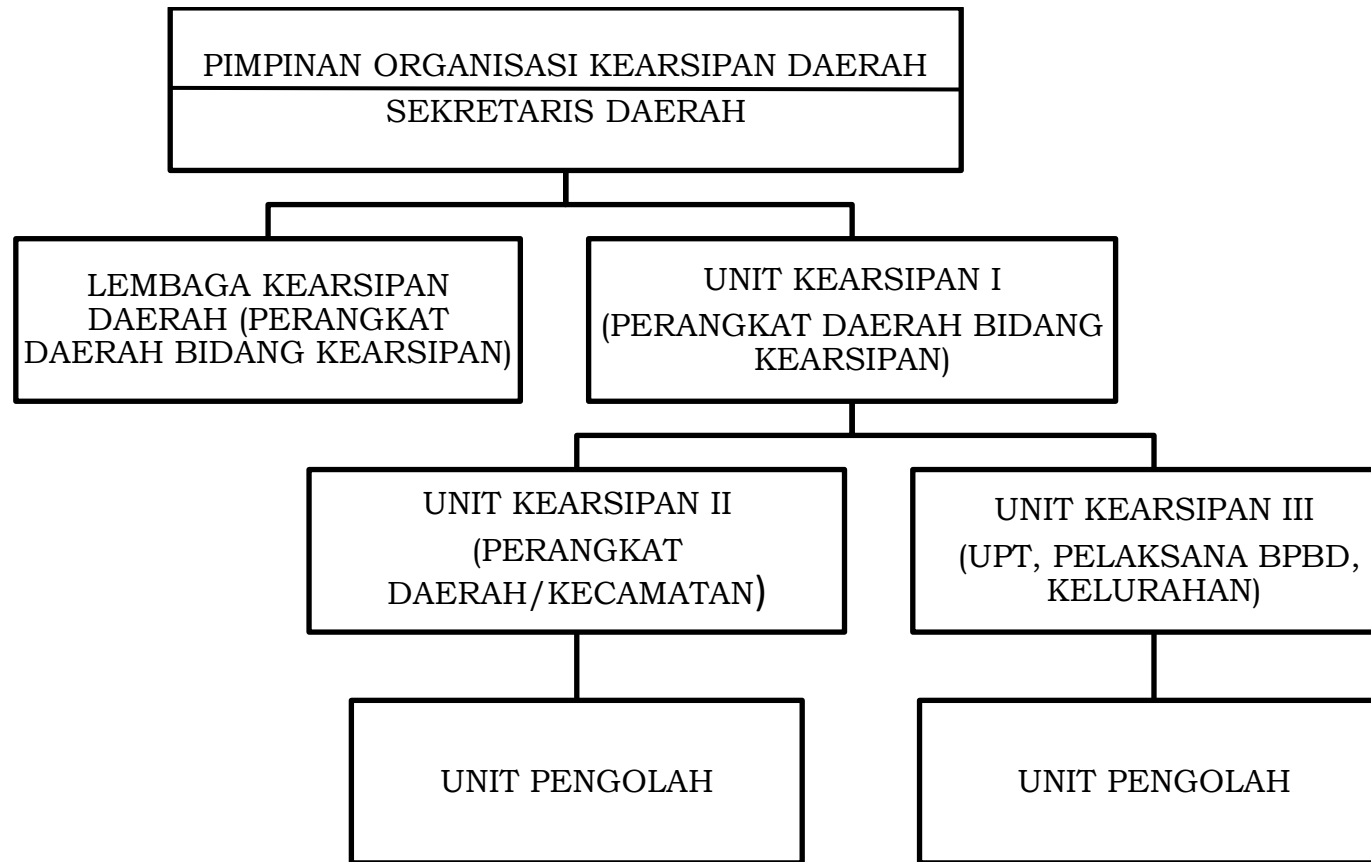 PIMPINAN ORGANISASI KEARSIPAN DAERAH
SEKRETARIS DAERAH
LEMBAGA KEARSIPAN
DAERAH (PERANGKAT
DAERAH BIDANG KEARSIPAN)
UNIT KEARSIPAN I
(PERANGKAT DAERAH BIDANG
KEARSIPAN)
UNIT KEARSIPAN II
(PERANGKAT
DAERAH/KECAMATAN)
UNIT KEARSIPAN III
(UPT, PELAKSANA BPBD,
KELURAHAN)
UNIT PENGOLAH
UNIT PENGOLAH